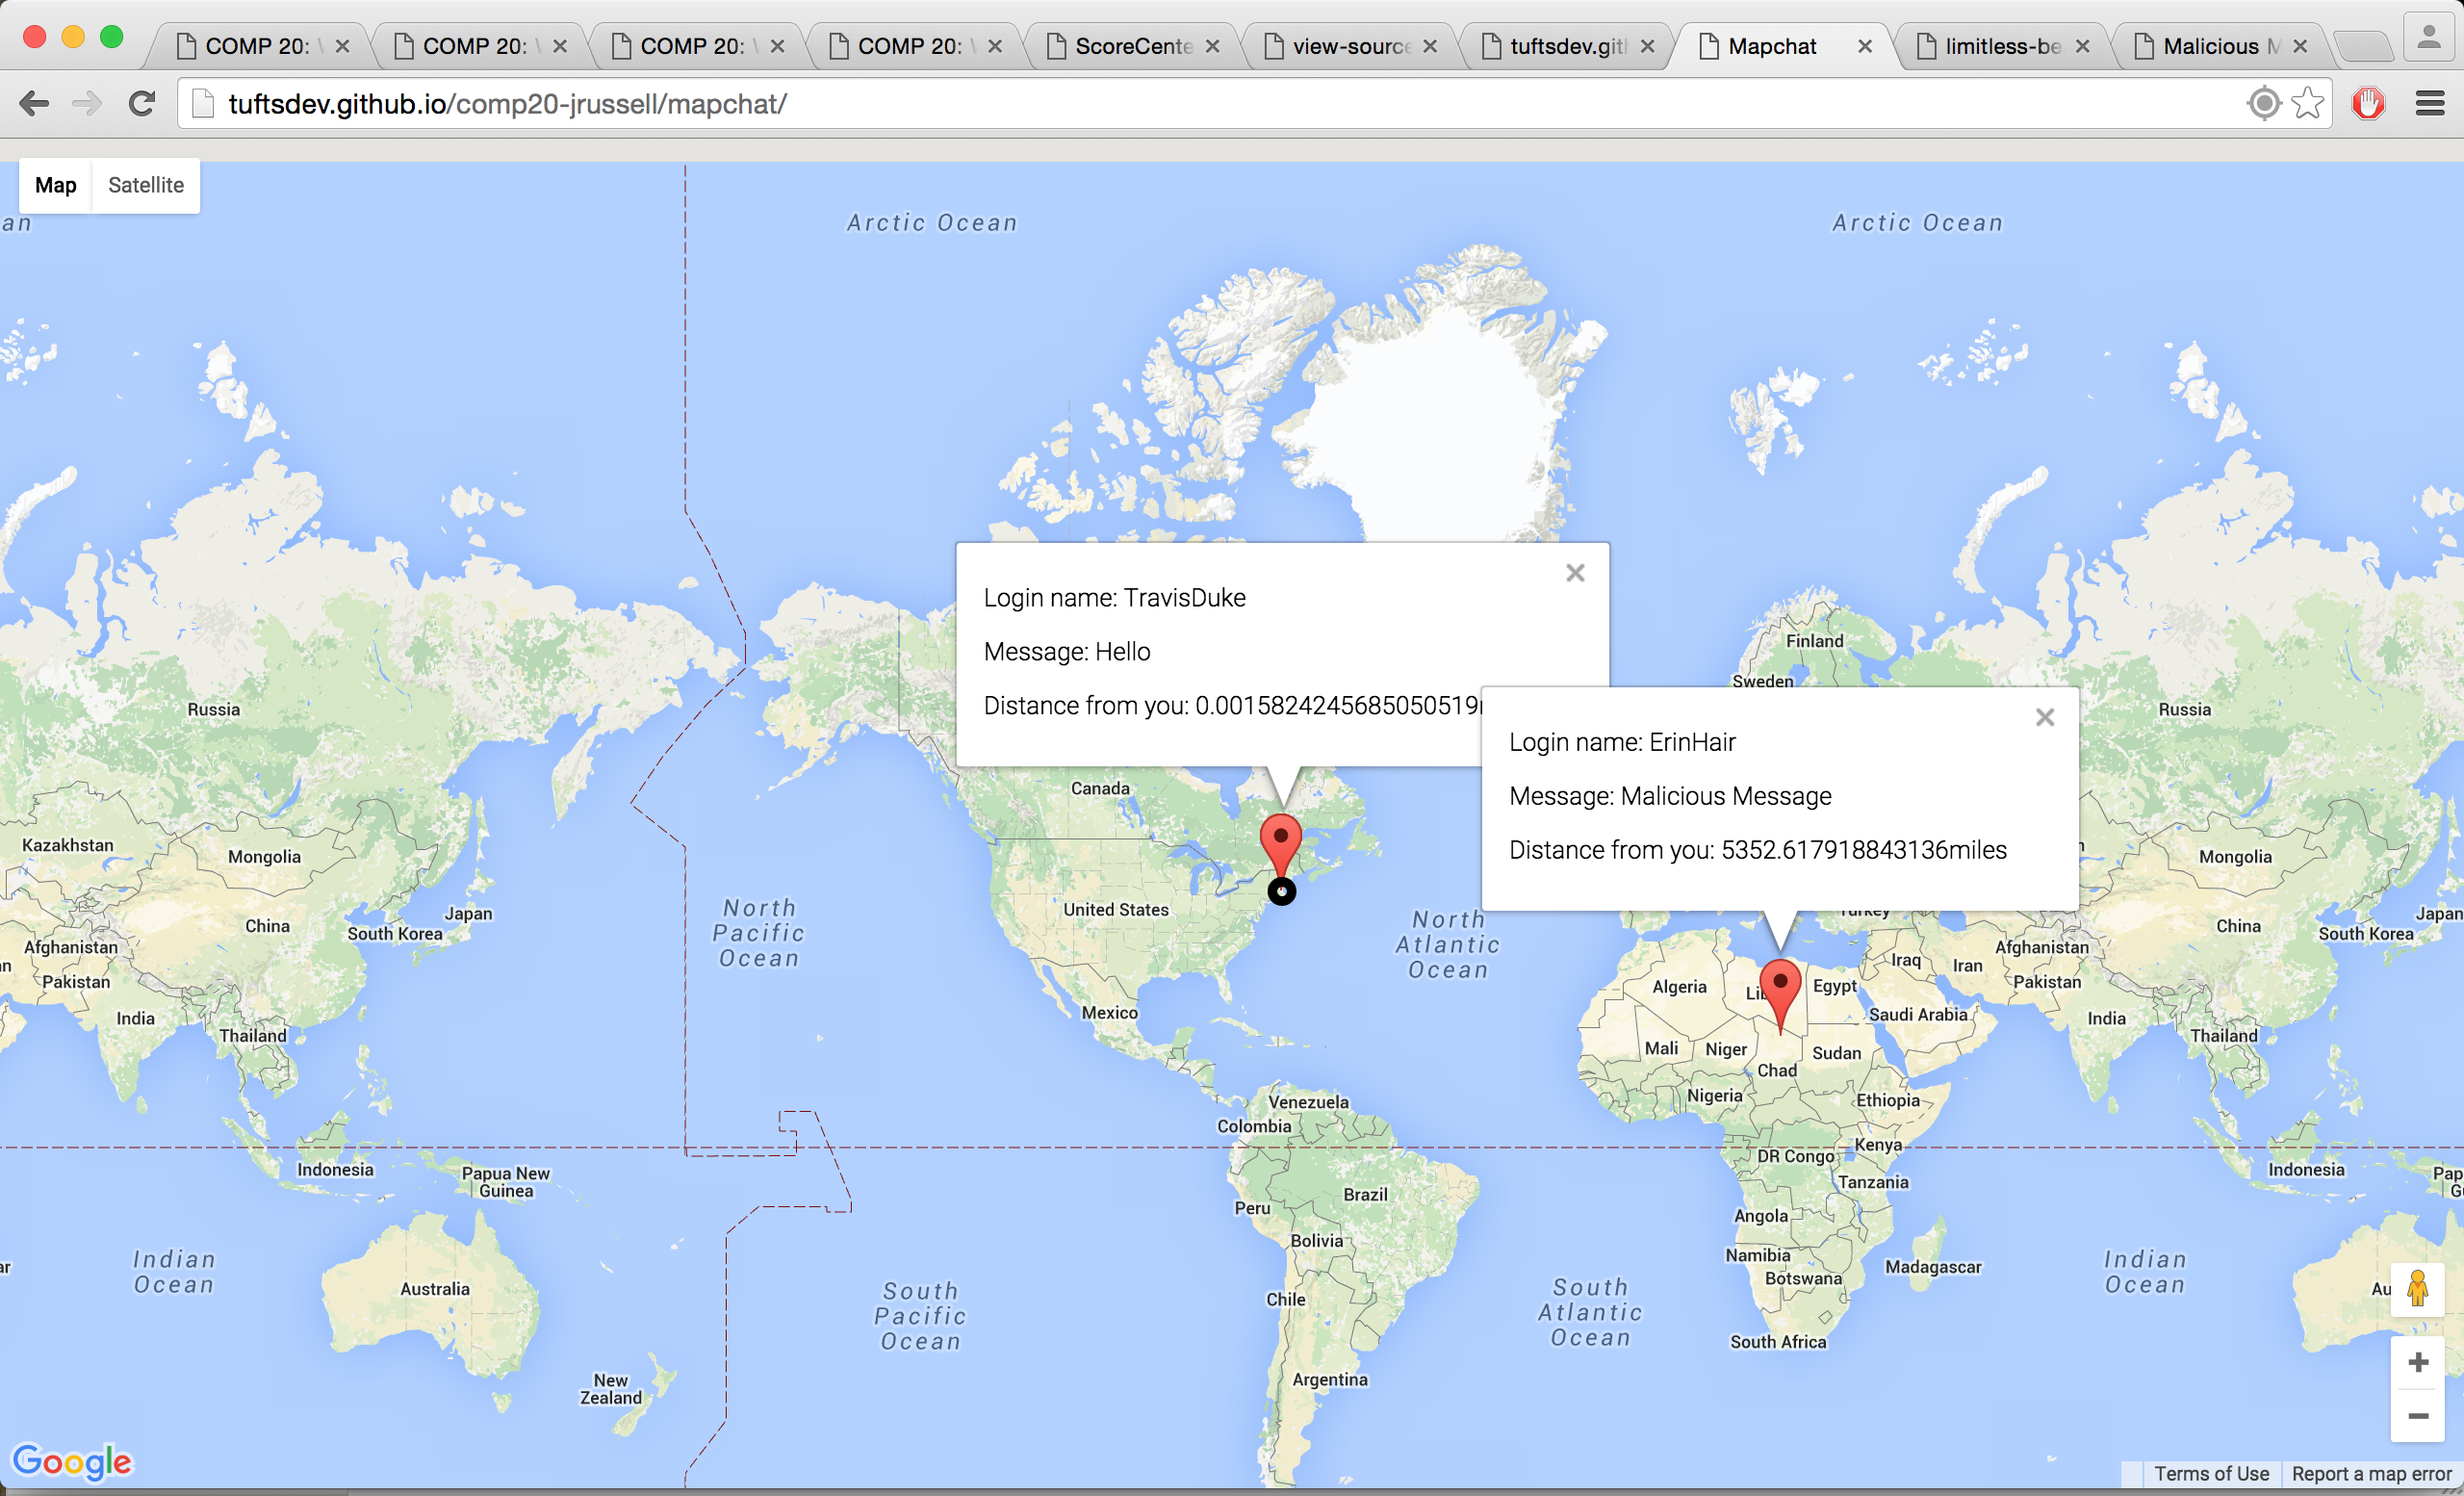 COMP 20:
COMP 20:
COMP 20:
COMP 20:
ScoreCente
view-source
tuftsdev.gith
Mapchat
limitless-be
Malicious M
tuftsdev.github.io/comp20-jrussell/mapchat/
Map
Satellite
an
Arctic Ocean
Arctic Ocean
Login name: TravisDuke
Message: Hello
Distance from you: 0.0015824245685050519
Finland
Sweden
Russia
Russia
Login name: ErinHair
Message: Malicious Message
Distance from you: 5352.617918843136miles
Canada
Kazakhstan
Mongolia
Mongolia
United States
North
Pacific
Ocean
North
Atlantic
Ocean
Turkey
China
Japan
South Korea
Afghanistan
Pakistan
India
Thailand
Mexico
Algeria
Egypt
Iraq
Iran
Afghanistan
Pakistan
Saudi Arabia
China
Japan
South Korea
India
Thailand
Mali
Niger
Chad
Sudan
Nigeria
Ethiopia
Venezuela
Colombia
Kenya
DR Congo
Tanzania
Indonesia
Papua New
Guinea
Indonesia
Pap
Brazil
Peru
Angola
Bolivia
Namibia
Botswana
Madagascar
Indian
Ocean
Australia
South
Pacific
Ocean
Chile
South
Atlantic
Ocean
South Africa
Indian
Ocean
Au
New
Zealand
Argentina
Google
Terms of Use
Report a map error